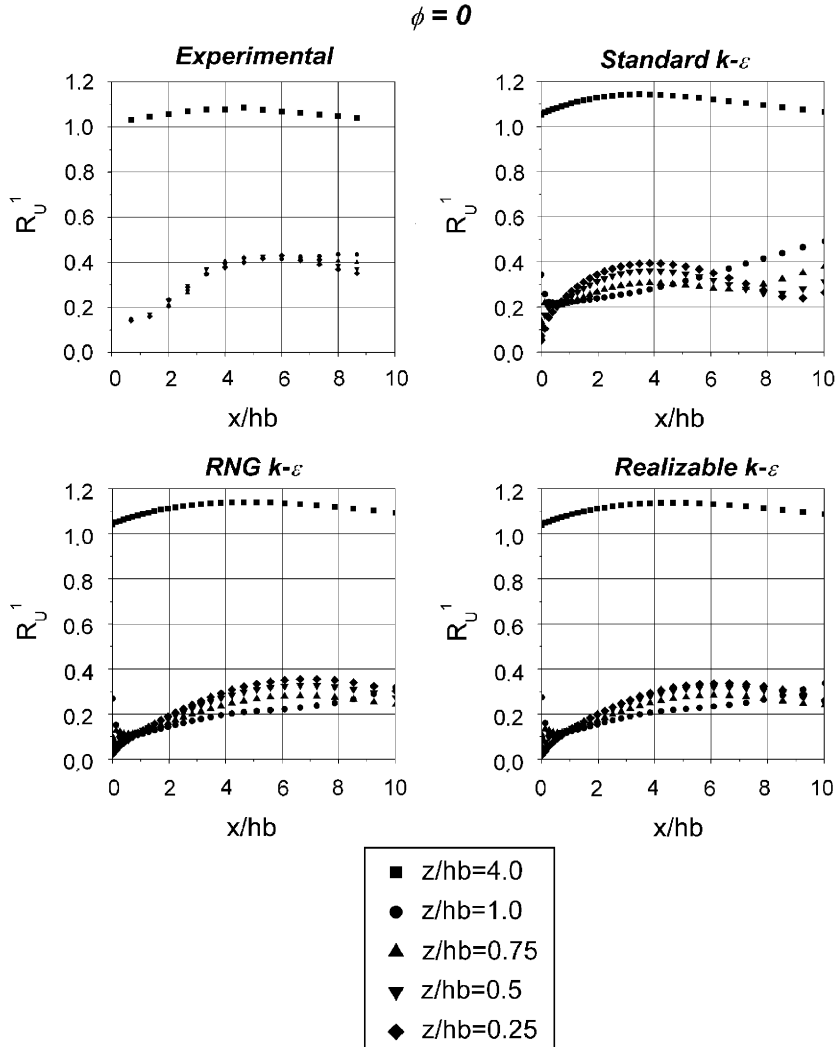 ϕ = 0
Experimental
1.2
1.0
0.8
0.6
0.4
0.2
0.0
R_U^1
0 2 4 6 8 10
x/hb
Standard k-ε
1.2
1.0
0.8
0.6
0.4
0.2
0.0
R_U^1
0 2 4 6 8 10
x/hb
RNG k-ε
1.2
1.0
0.8
0.6
0.4
0.2
0.0
R_U^1
0 2 4 6 8 10
x/hb
Realizable k-ε
1.2
1.0
0.8
0.6
0.4
0.2
0.0
R_U^1
0 2 4 6 8 10
x/hb
z/hb=4.0
z/hb=1.0
z/hb=0.75
z/hb=0.5
z/hb=0.25